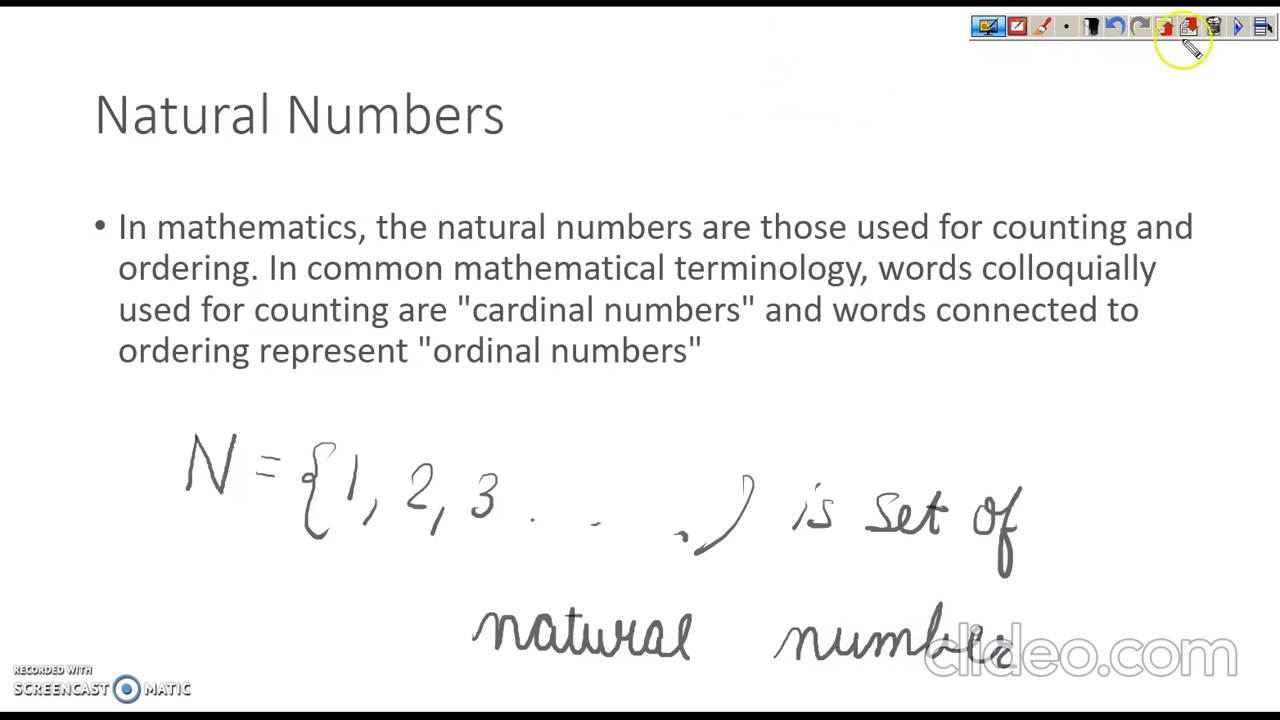 Natural Numbers
• In mathematics, the natural numbers are those used for counting and
ordering. In common mathematical terminology, words colloquially
used for counting are "cardinal numbers" and words connected to
ordering represent "ordinal numbers"
N = {1, 2, 3 . . . .) is set of
natural number
clideo.com
RECORDED WITH
SCREENCAST MATIC